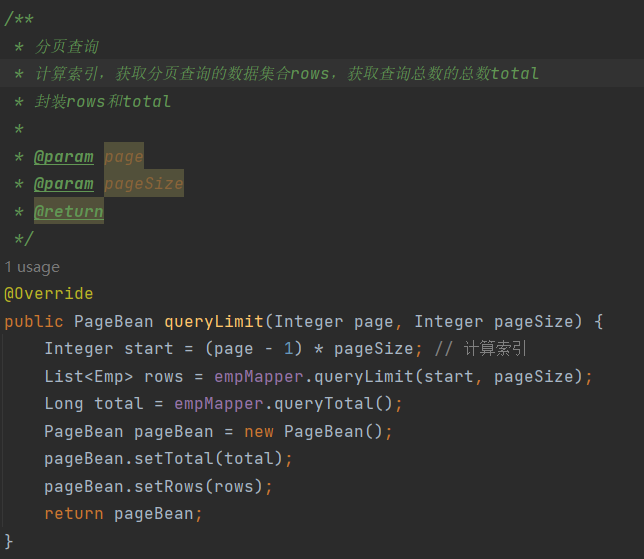 /**
 * 分页查询
 * 计算索引，获取分页查询的数据集合rows，获取查询总数的总数total
 * 封装rows和total
 *
 * @param page
 * @param pageSize
 * @return
 */
1 usage
@Override
public PageBean queryLimit(Integer page, Integer pageSize) {
    Integer start = (page - 1) * pageSize; // 计算索引
    List<Emp> rows = empMapper.queryLimit(start, pageSize);
    Long total = empMapper.queryTotal();
    PageBean pageBean = new PageBean();
    pageBean.setTotal(total);
    pageBean.setRows(rows);
    return pageBean;
}